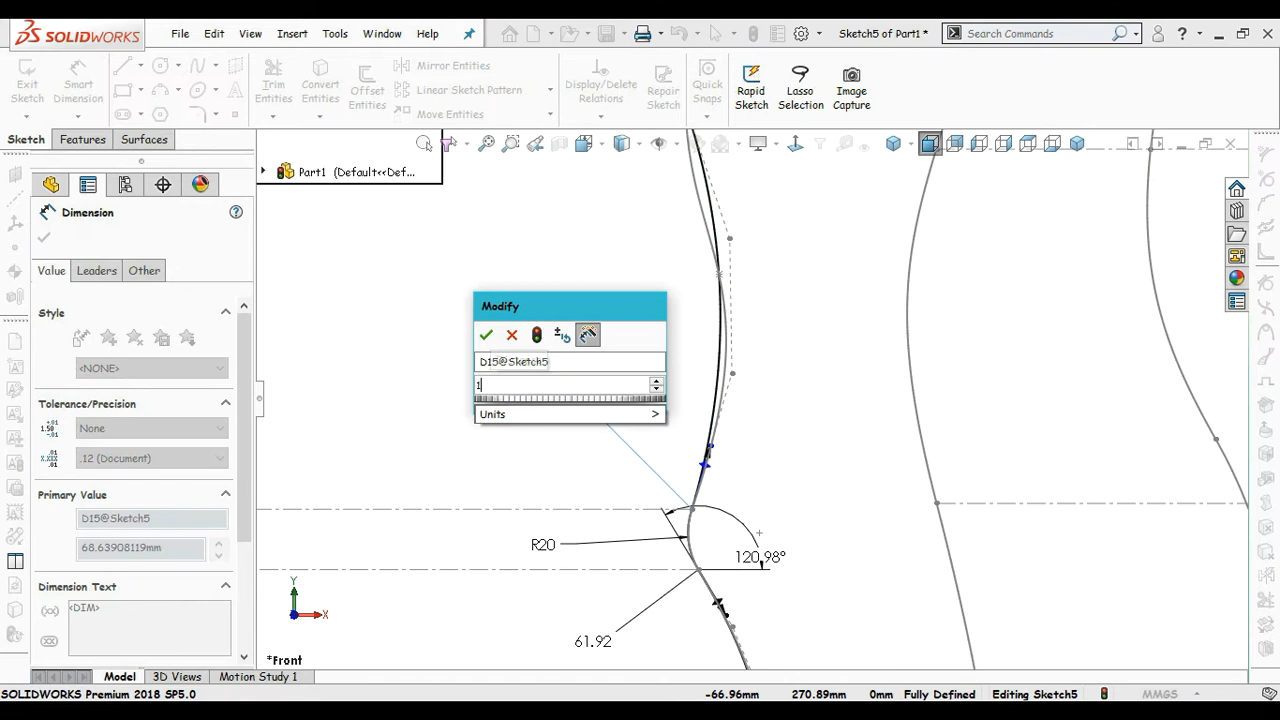 SOLIDWORKS
File Edit View Insert Tools Window Help
Sketch5 of Part1 *
Search Commands
Exit Sketch
Smart Dimension
Trim Entities
Convert Entities
Offset Entities
Mirror Entities
Linear Sketch Pattern
Move Entities
Display/Delete Relations
Repair Sketch
Quick Snaps
Rapid Sketch
Lasso Selection
Image Capture
Sketch Features Surfaces
Part1 (Default<<Def...
Dimension
Value Leaders Other
Style
<NONE>
Tolerance/Precision
None
.12 (Document)
Primary Value
D15@Sketch5
68.63908119mm
Dimension Text
<DIM>
Modify
D15@Sketch5
1
Units >
R20
120.98°
61.92
Y
X
*Front
Model 3D Views Motion Study 1
SOLIDWORKS Premium 2018 SP5.0
-66.96mm 270.89mm 0mm Fully Defined Editing Sketch5 MMGS